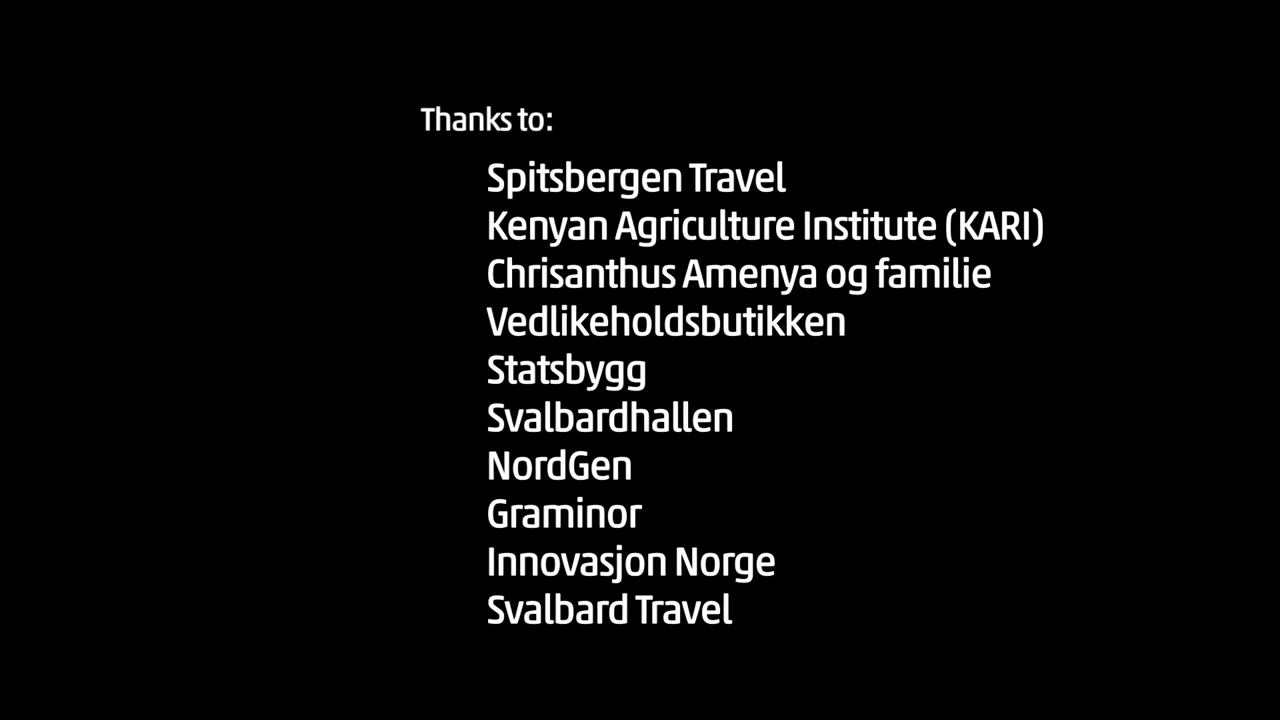 Thanks to:
Spitsbergen Travel
Kenyan Agriculture Institute (KARI)
Chrisanthus Amenya og familie
Vedlikeholdsbutikken
Statsbygg
Svalbardhallen
NordGen
Graminor
Innovasjon Norge
Svalbard Travel